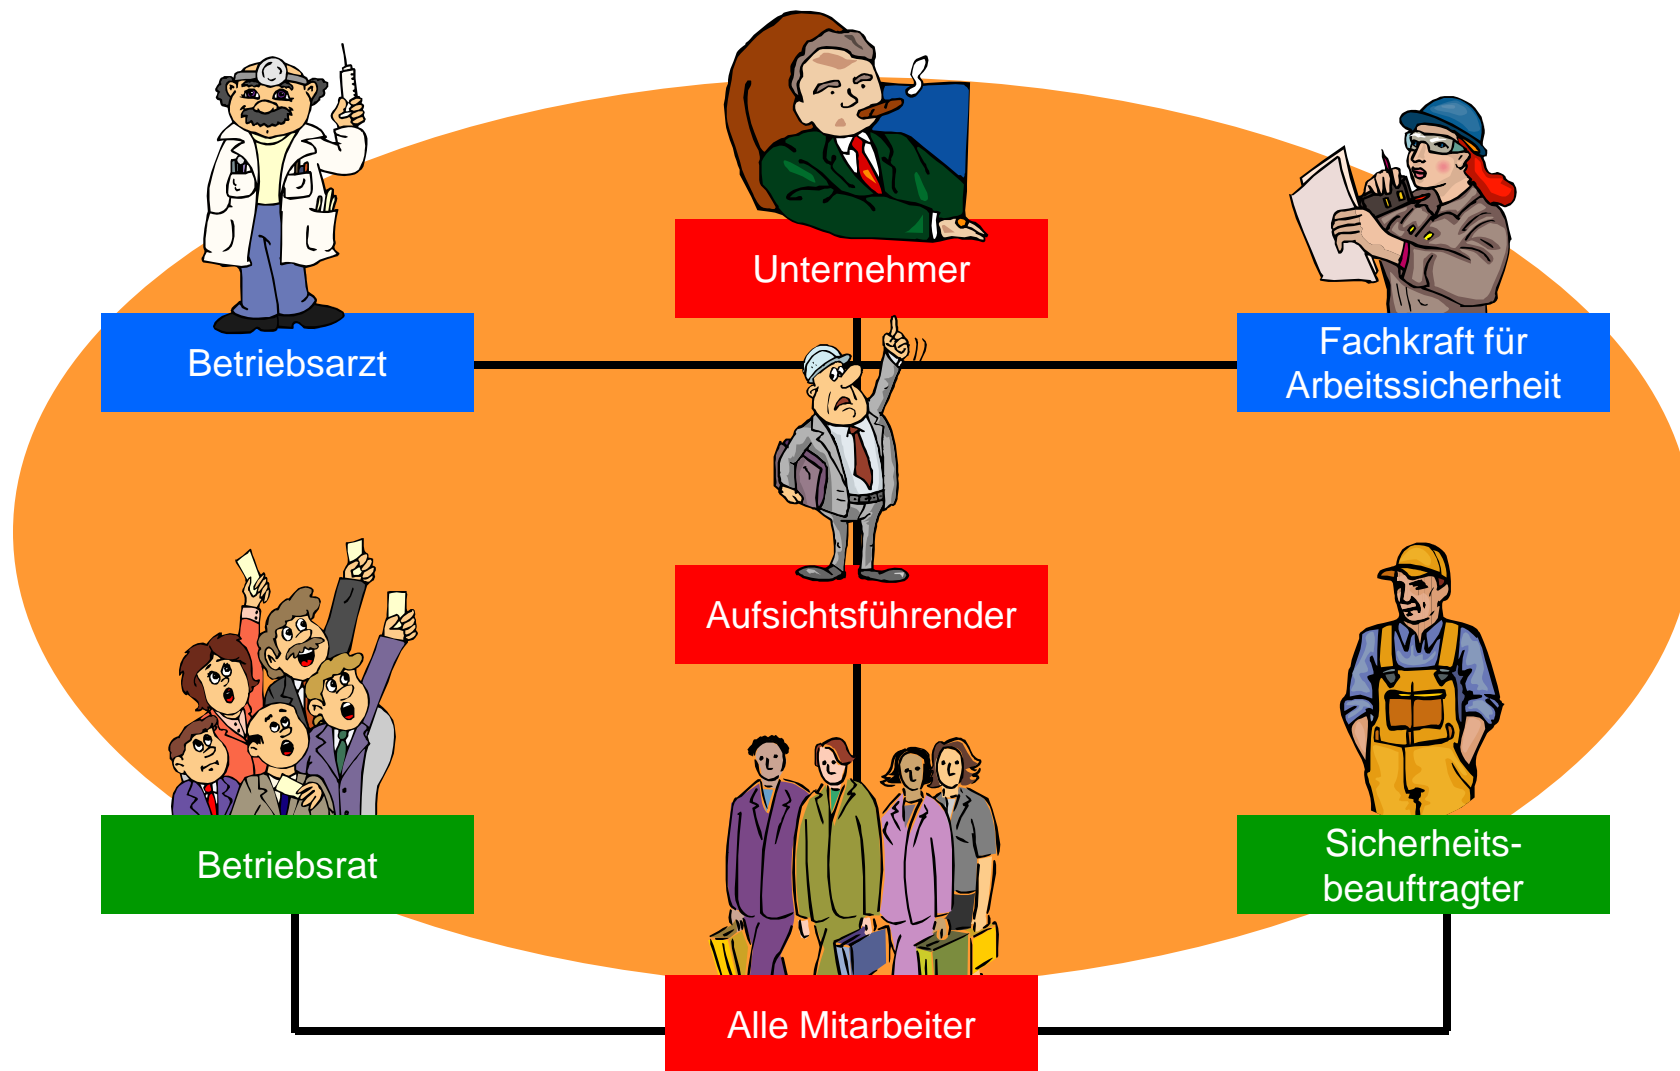 Unternehmer
Betriebsarzt
Fachkraft für
Arbeitssicherheit
Aufsichtsführender
Betriebsrat
Sicherheits-
beauftragter
Alle Mitarbeiter